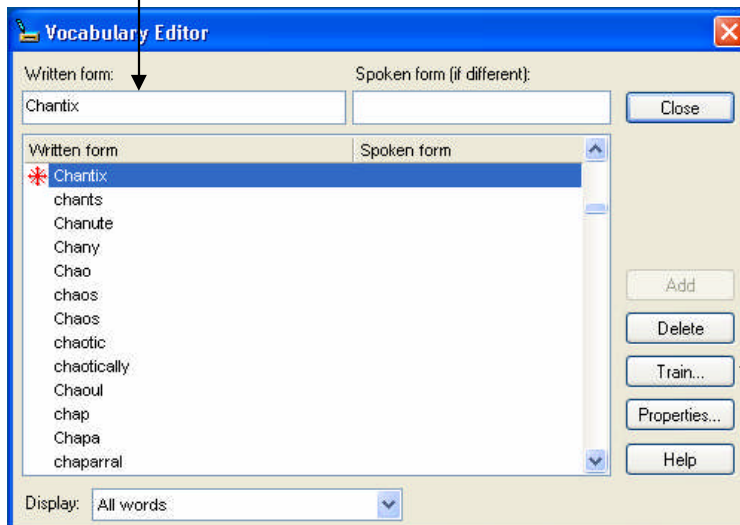 Vocabulary Editor
Written form: Spoken form (if different):
Chantix Close
Written form Spoken form
Chantix
chants
Chanute
Chany
Chao
chaos Add
Chaos
chaotic Delete
chaotically Train...
Chaoul
chap Properties...
Chapa
chaparral Help
Display: All words